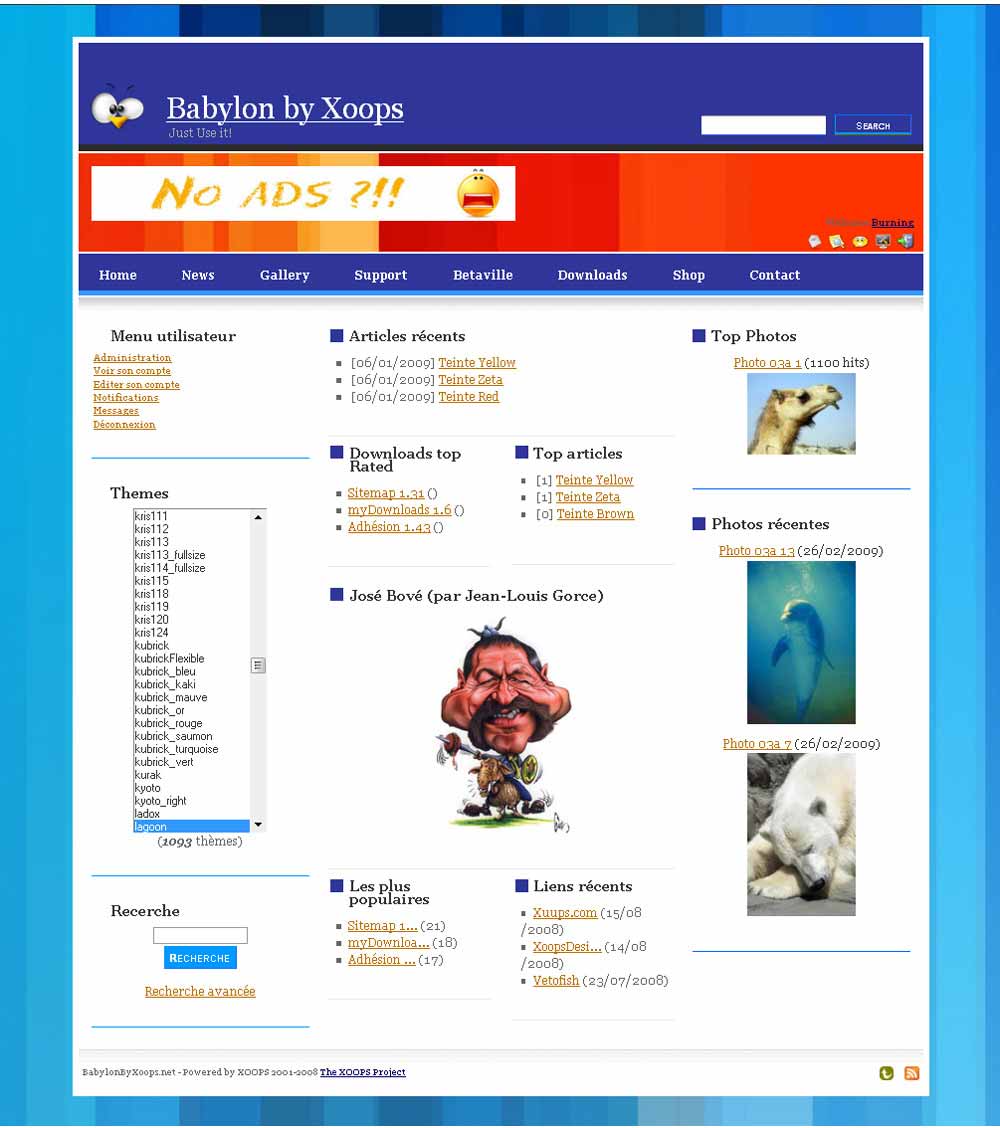 Babylon by Xoops
Just Use it!
SEARCH
No ADS ?!!
Burning
Home News Gallery Support Betaville Downloads Shop Contact
Menu utilisateur
Administration
Voir son compte
Editer son compte
Notifications
Messages
Déconnexion
Themes
kris111
kris112
kris113
kris113_fullsize
kris114_fullsize
kris115
kris118
kris119
kris120
kris124
kubrick
kubrickFlexible
kubrick_bleu
kubrick_kaki
kubrick_mauve
kubrick_or
kubrick_rouge
kubrick_saumon
kubrick_turquoise
kubrick_vert
kurak
kyoto
kyoto_right
ladox
lagoon
(1093 thèmes)
Recerche
RECHERCHE
Recherche avancée
Articles récents
[06/01/2009] Teinte Yellow
[06/01/2009] Teinte Zeta
[06/01/2009] Teinte Red
Downloads top
Rated
Sitemap 1.31 ()
myDownloads 1.6 ()
Adhésion 1.43 ()
Top articles
[1] Teinte Yellow
[1] Teinte Zeta
[0] Teinte Brown
José Bové (par Jean-Louis Gorce)
Les plus
populaires
Sitemap 1... (21)
myDownloa... (18)
Adhésion ... (17)
Liens récents
Xuups.com (15/08
/2008)
XoopsDesi... (14/08
/2008)
Vetofish (23/07/2008)
Top Photos
Photo 03a 1 (1100 hits)
Photos récentes
Photo 03a 13 (26/02/2009)
Photo 03a 7 (26/02/2009)
BabylonByXoops.net - Powered by XOOPS 2001-2008 The XOOPS Project